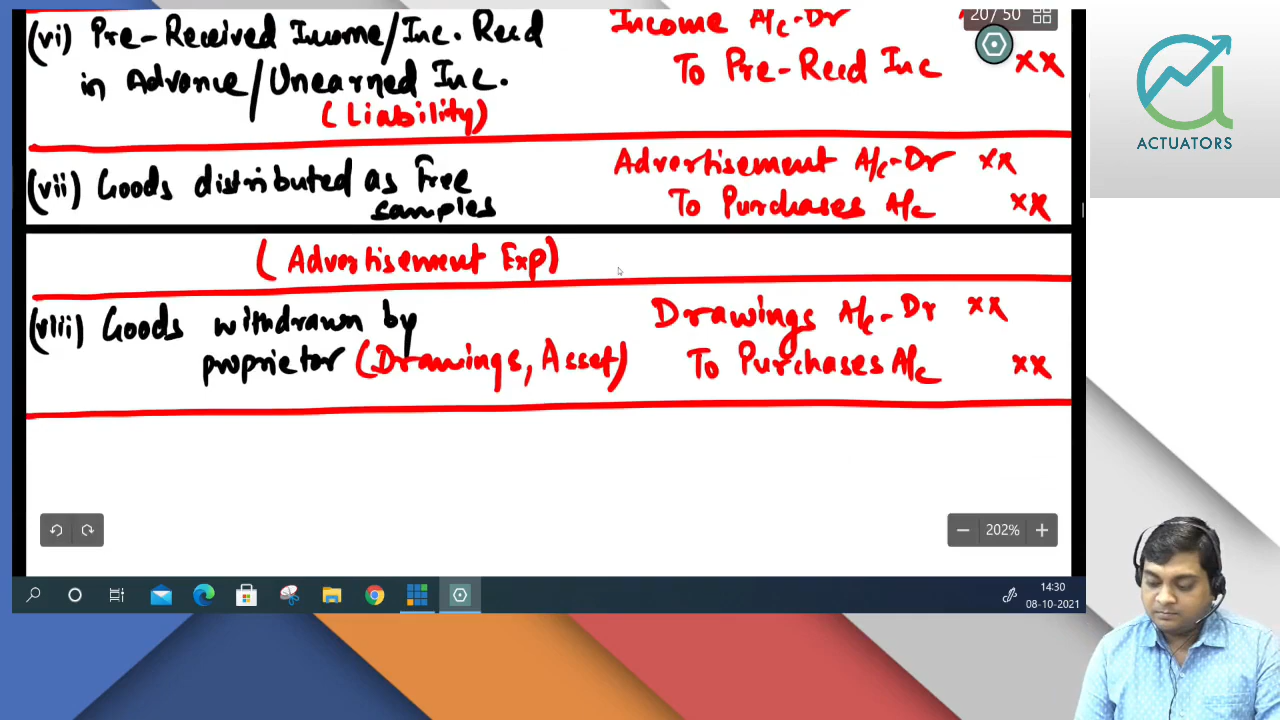 (vi) Pre-Received Income/Inc. Recd
in Advance/Unearned Inc.
(Liability)
Income A/c-Dr
To Pre-Recd Inc xx
20/50
(vii) Goods distributed as Free
samples
Advertisement A/c-Dr xx
To Purchases A/c xx
(Advertisement Exp)
(viii) Goods withdrawn by
proprietor (Drawings, Asset)
Drawings A/c-Dr xx
To Purchases A/c xx
202%
14:30
08-10-2021
ACTUATORS